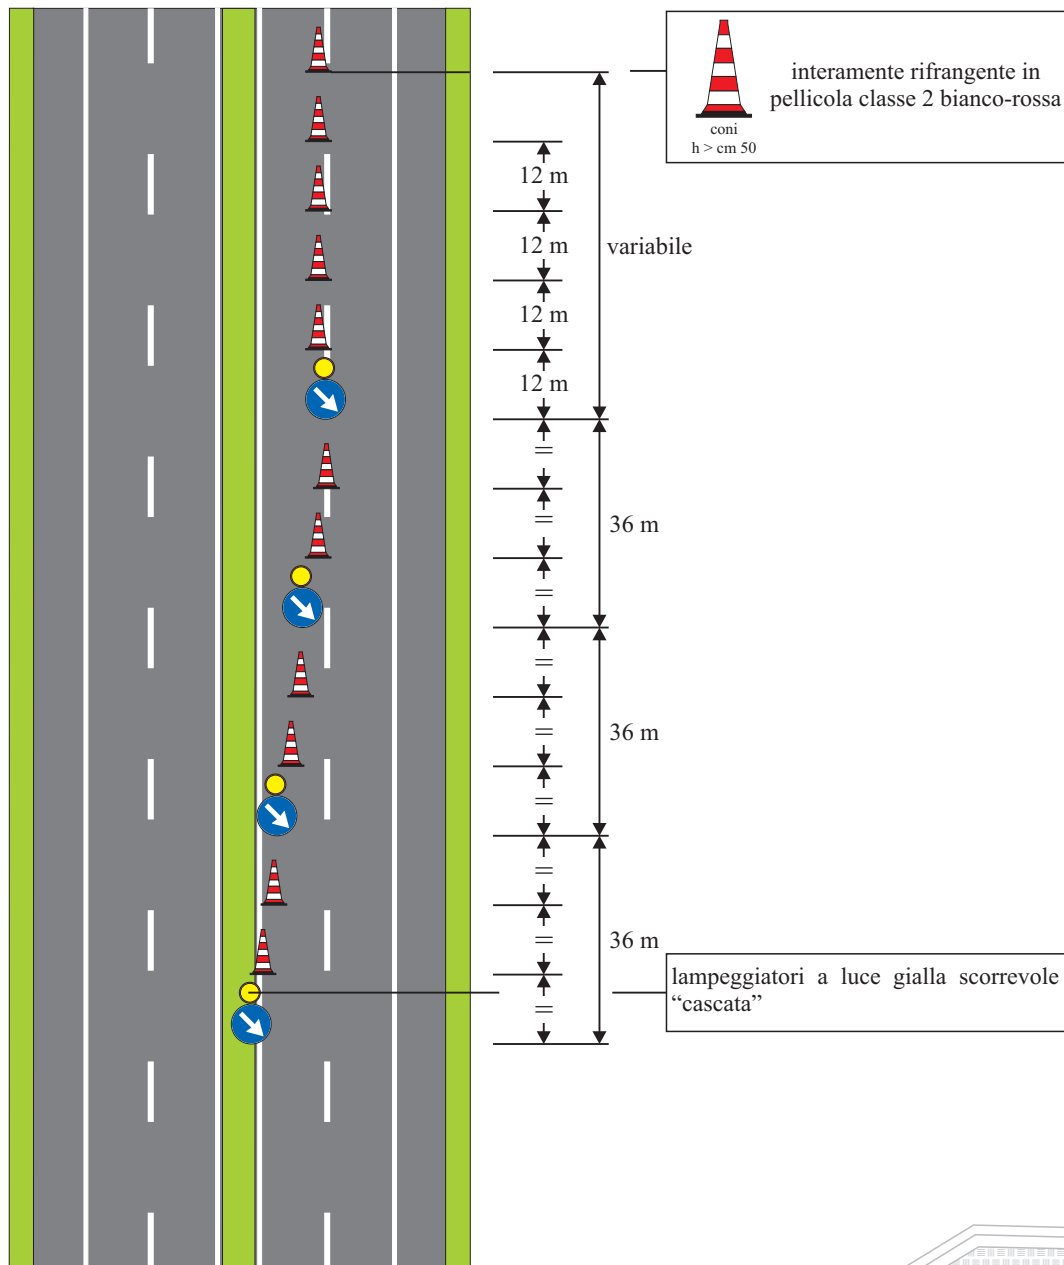 interamente rifrangente in
pellicola classe 2 bianco-rossa
coni
h > cm 50
12 m
12 m
variabile
12 m
12 m
=
=
36 m
=
=
=
36 m
=
=
=
36 m
=
lampeggiatori a luce gialla scorrevole
“cascata”